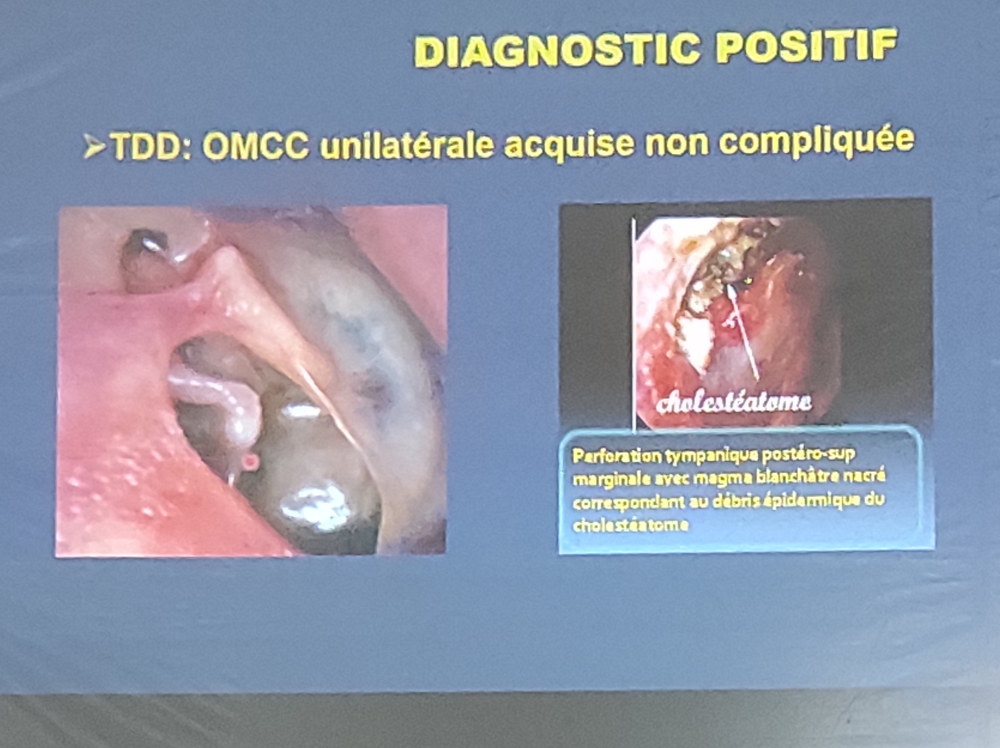 DIAGNOSTIC POSITIF
➢TDD: OMCC unilatérale acquise non compliquée
cholestéatome
Perforation tympanique postéro-sup
marginale avec magma blanchâtre nacré
correspondant au débris épidermique du
cholestéatome